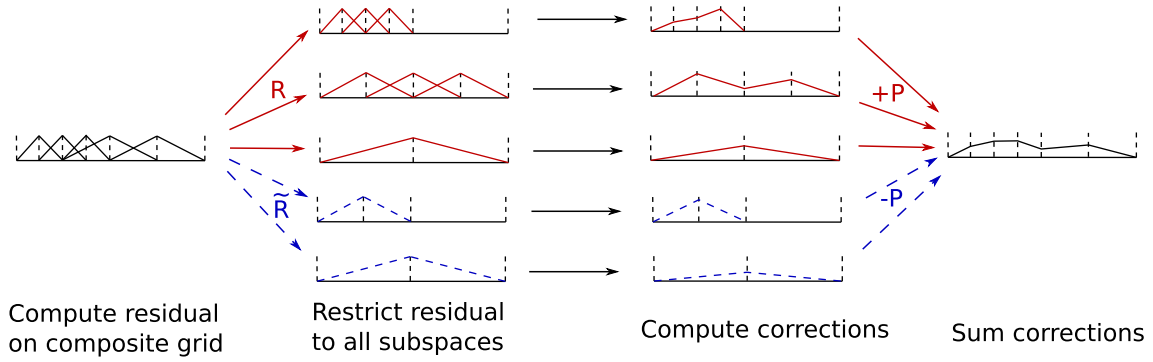 R
+P
R̃
-P
Compute residual
on composite grid
Restrict residual
to all subspaces
Compute corrections
Sum corrections